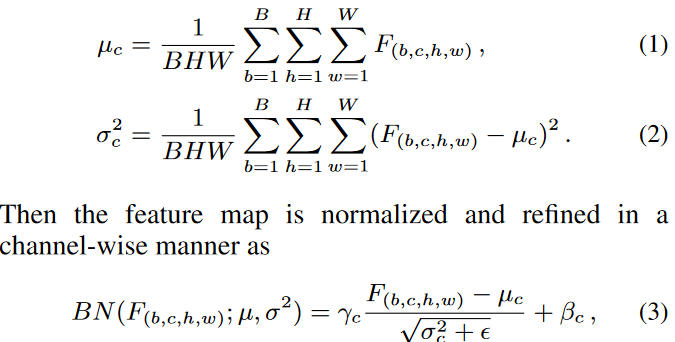 μ_c = \frac{1}{BHW} \sum_{b=1}^{B} \sum_{h=1}^{H} \sum_{w=1}^{W} F_{(b,c,h,w)} , (1)
σ_c^2 = \frac{1}{BHW} \sum_{b=1}^{B} \sum_{h=1}^{H} \sum_{w=1}^{W} (F_{(b,c,h,w)} − μ_c)^2 . (2)
Then the feature map is normalized and refined in a
channel-wise manner as
BN(F_{(b,c,h,w)}; μ, σ^2) = γ_c \frac{F_{(b,c,h,w)} − μ_c}{\sqrt{σ_c^2 + ϵ}} + β_c , (3)